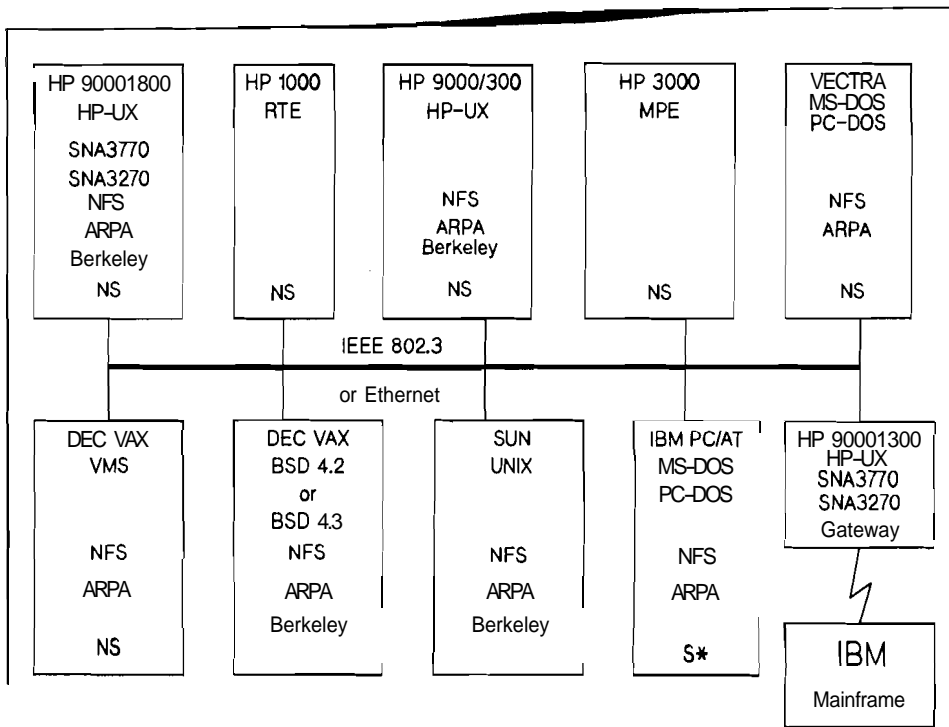 HP 90001800
HP-UX
SNA3770
SNA3270
NFS
ARPA
Berkeley
NS
HP 1000
RTE
NS
HP 9000/300
HP-UX
NFS
ARPA
Berkeley
NS
HP 3000
MPE
NS
VECTRA
MS-DOS
PC-DOS
NFS
ARPA
NS
IEEE 802.3
or Ethernet
DEC VAX
VMS
NFS
ARPA
NS
DEC VAX
BSD 4.2
or
BSD 4.3
NFS
ARPA
Berkeley
SUN
UNIX
NFS
ARPA
Berkeley
IBM PC/AT
MS-DOS
PC-DOS
NFS
ARPA
S*
HP 90001300
HP-UX
SNA3770
SNA3270
Gateway
IBM
Mainframe